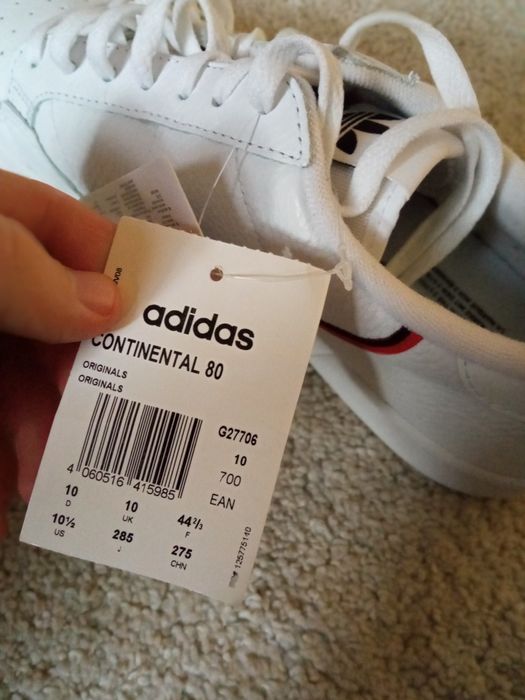 adidas
CONTINENTAL 80
ORIGINALS
ORIGINALS
G27706
10
700
EAN
4 060516 415985
10 10 44⅔
D UK F
10½ 285 275
US J CHN
125775140